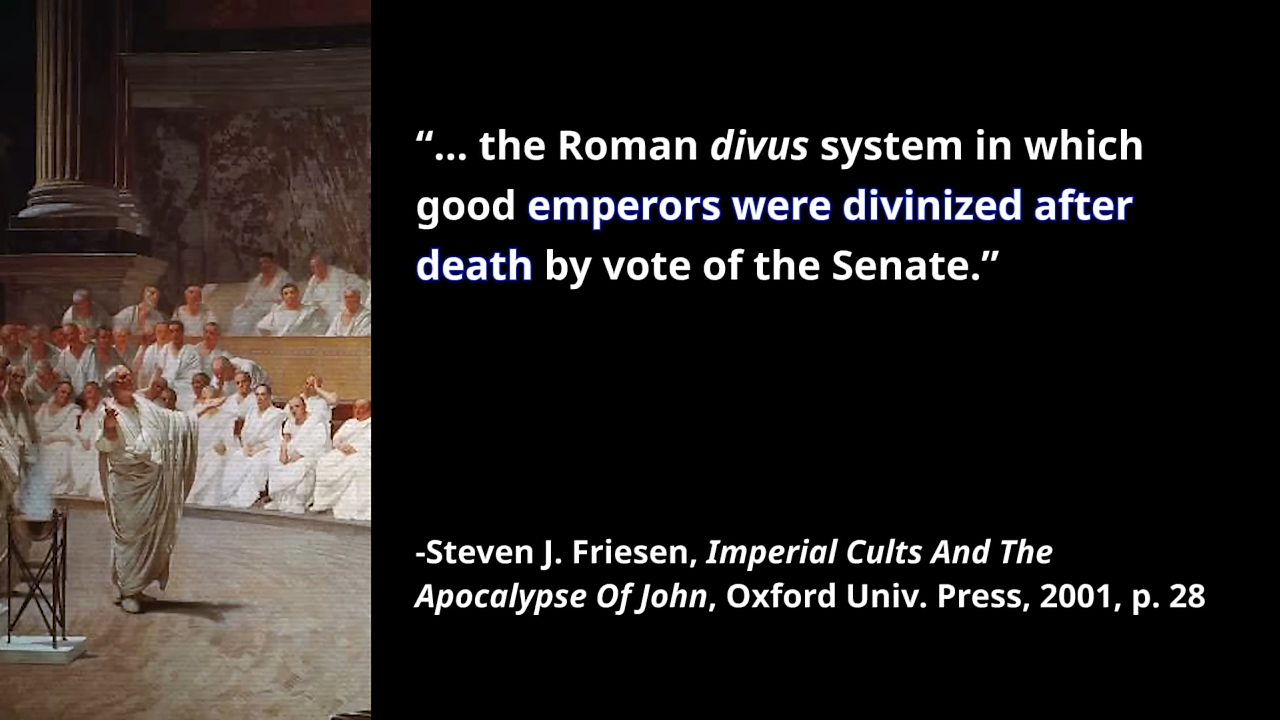 “... the Roman divus system in which
good emperors were divinized after
death by vote of the Senate.”
-Steven J. Friesen, Imperial Cults And The
Apocalypse Of John, Oxford Univ. Press, 2001, p. 28